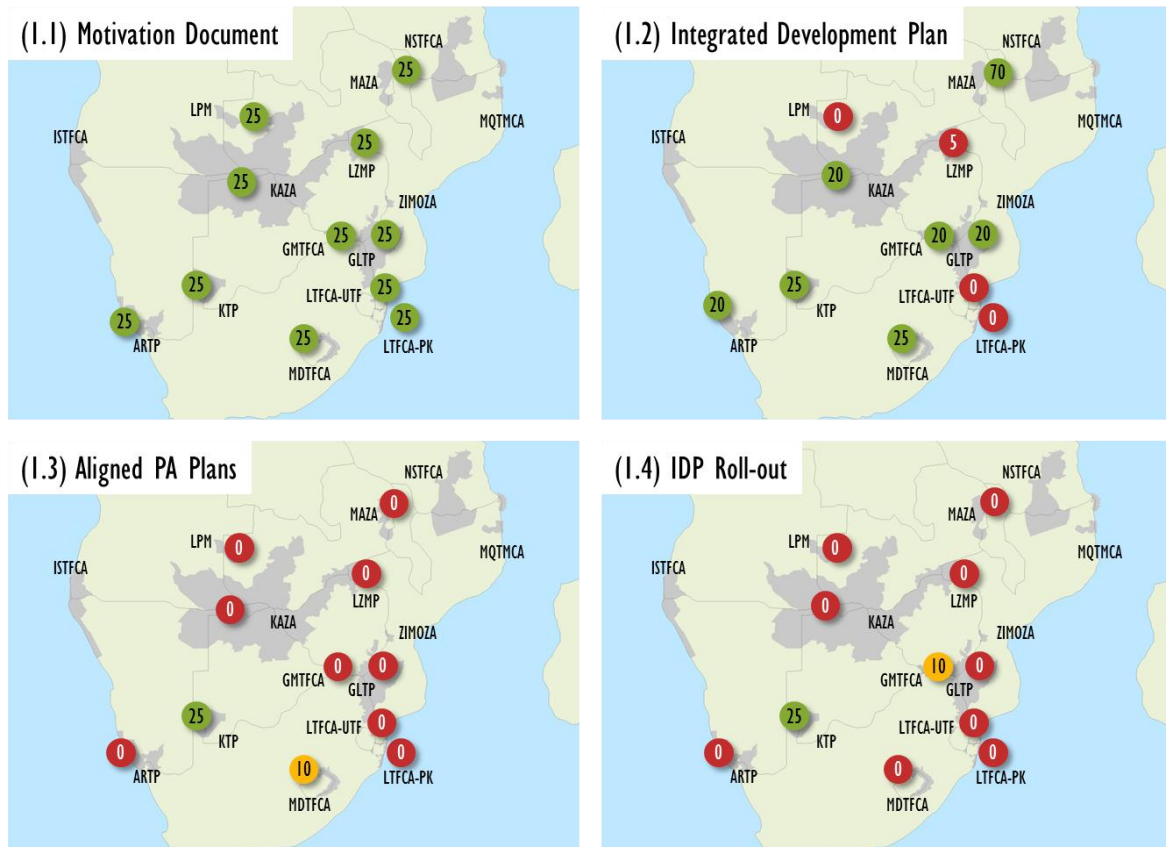 (1.1) Motivation Document
NSTFCA
25
MAZA
LPM
25
MQTMCA
ISTFCA
25
LZMP
25
KAZA
ZIMOZA
25
25
GMTFCA
GLTP
25
KTP
LTFCA-UTF
25
25
ARTP
25
LTFCA-PK
25
MDTFCA
(1.2) Integrated Development Plan
NSTFCA
70
MAZA
LPM
0
MQTMCA
ISTFCA
5
LZMP
20
KAZA
ZIMOZA
20
20
GMTFCA
GLTP
25
KTP
LTFCA-UTF
0
20
ARTP
0
LTFCA-PK
25
MDTFCA
(1.3) Aligned PA Plans
NSTFCA
0
MAZA
LPM
0
MQTMCA
ISTFCA
0
LZMP
0
KAZA
ZIMOZA
0
0
GMTFCA
GLTP
25
KTP
LTFCA-UTF
0
0
ARTP
0
LTFCA-PK
10
MDTFCA
(1.4) IDP Roll-out
NSTFCA
0
MAZA
LPM
0
MQTMCA
ISTFCA
0
LZMP
0
KAZA
ZIMOZA
10
0
GMTFCA
GLTP
25
KTP
LTFCA-UTF
0
0
ARTP
0
LTFCA-PK
0
MDTFCA